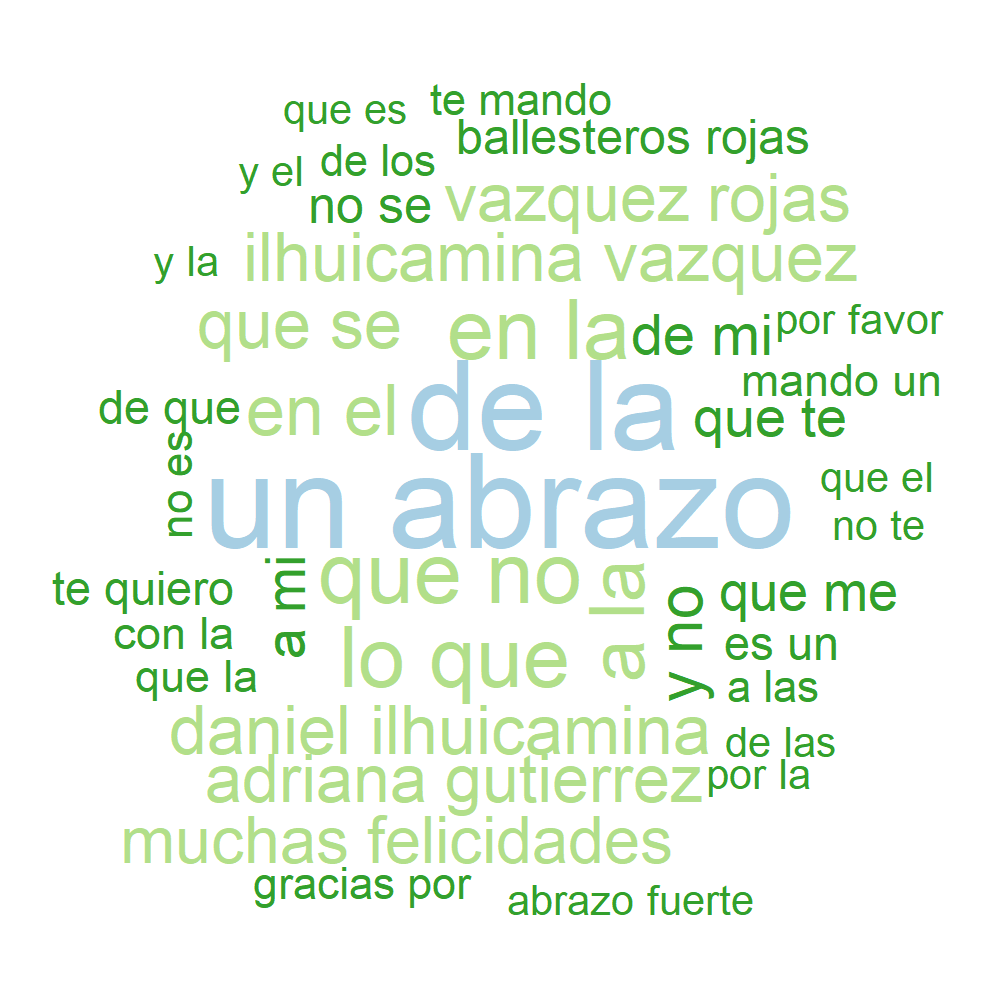 que es
te mando
ballesteros rojas
y el
de los
no se
vazquez rojas
y la
ilhuicamina vazquez
que se
en la
de mi
por favor
mando un
de que
en el
de la
que te
no es
un abrazo
que el
no te
te quiero
a mi
que no
a la
y no
que me
con la
lo que
es un
que la
a las
daniel ilhuicamina
de las
adriana gutierrez
por la
muchas felicidades
gracias por
abrazo fuerte